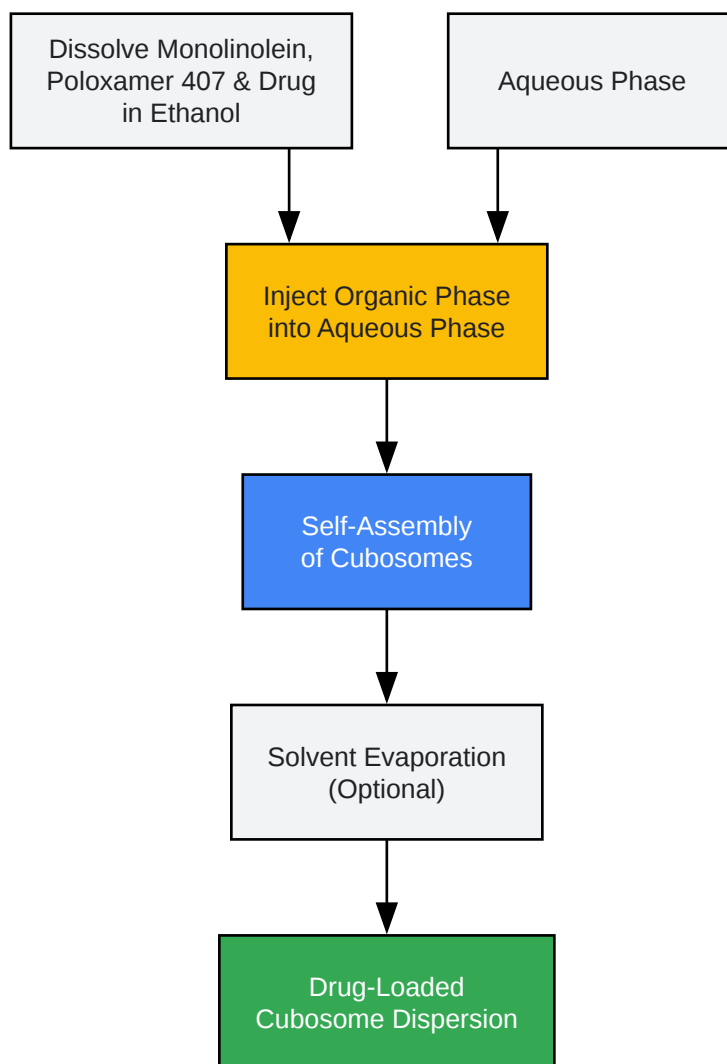 Dissolve Monolinolein,
Poloxamer 407 & Drug
in Ethanol
Aqueous Phase
Inject Organic Phase
into Aqueous Phase
Self-Assembly
of Cubosomes
Solvent Evaporation
(Optional)
Drug-Loaded
Cubosome Dispersion